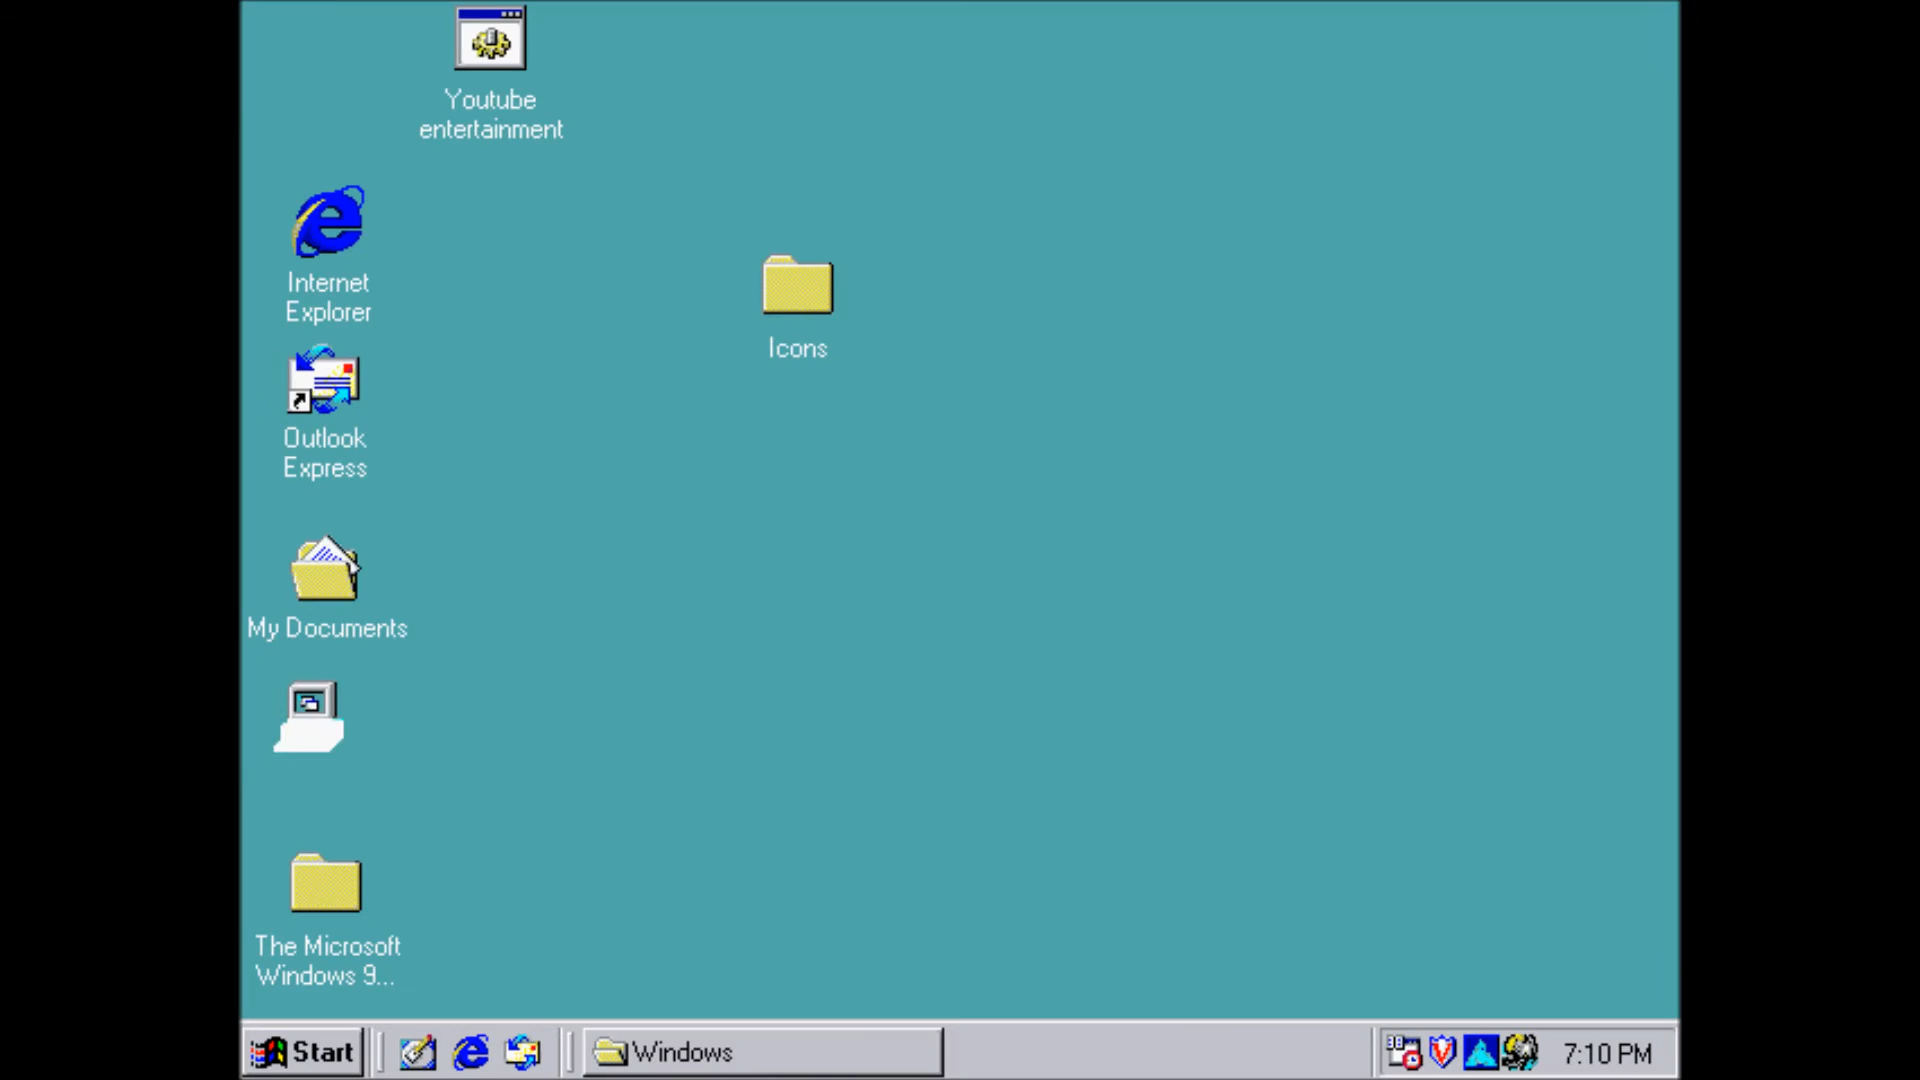 Youtube
entertainment
Internet
Explorer
Icons
Outlook
Express
My Documents
The Microsoft
Windows 9...
Start
Windows
7:10 PM